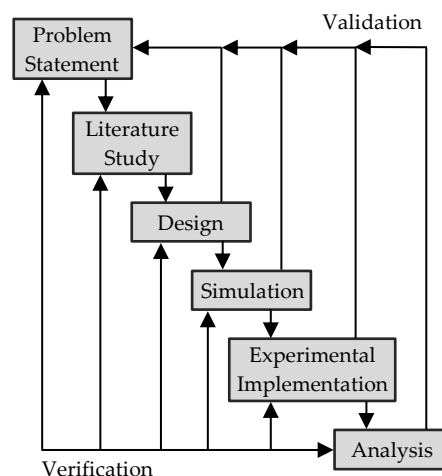 Validation
Problem
Statement
Literature
Study
Design
Simulation
Experimental
Implementation
Analysis
Verification